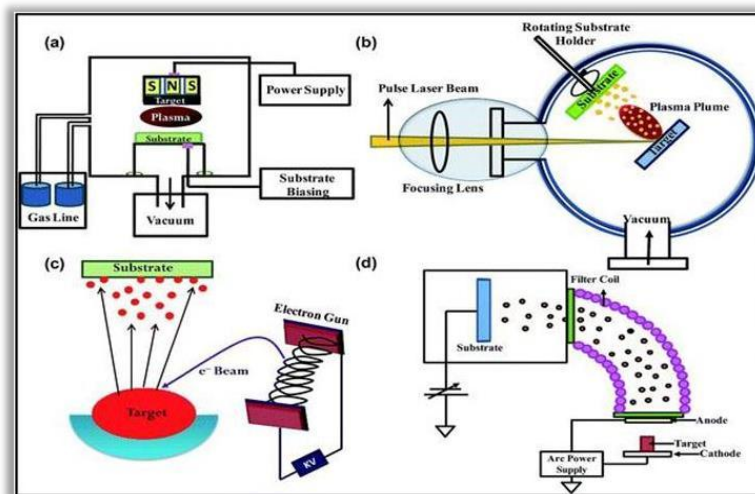 (a)
S N S
Target
Plasma
Substrate
Power Supply
Substrate
Biasing
Gas Line
Vacuum
(b)
Rotating Substrate
Holder
Pulse Laser Beam
Substrate
Plasma Plume
Target
Focusing Lens
Vacuum
(c)
Substrate
Electron Gun
e⁻ Beam
Target
KV
(d)
Filter Coil
Substrate
Anode
Target
Cathode
Arc Power
Supply